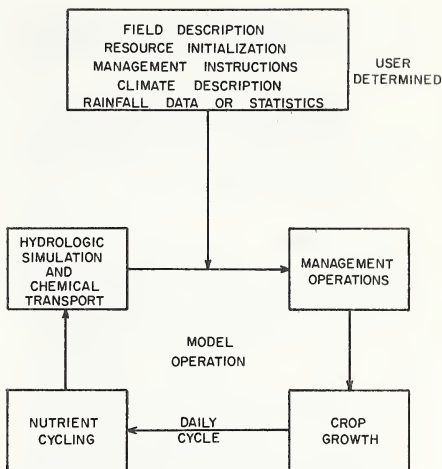 FIELD DESCRIPTION
RESOURCE INITIALIZATION
MANAGEMENT INSTRUCTIONS
CLIMATE DESCRIPTION
RAINFALL DATA OR STATISTICS
USER
DETERMINED
HYDROLOGIC
SIMULATION
AND
CHEMICAL
TRANSPORT
MANAGEMENT
OPERATIONS
MODEL
OPERATION
NUTRIENT
CYCLING
DAILY
CYCLE
CROP
GROWTH